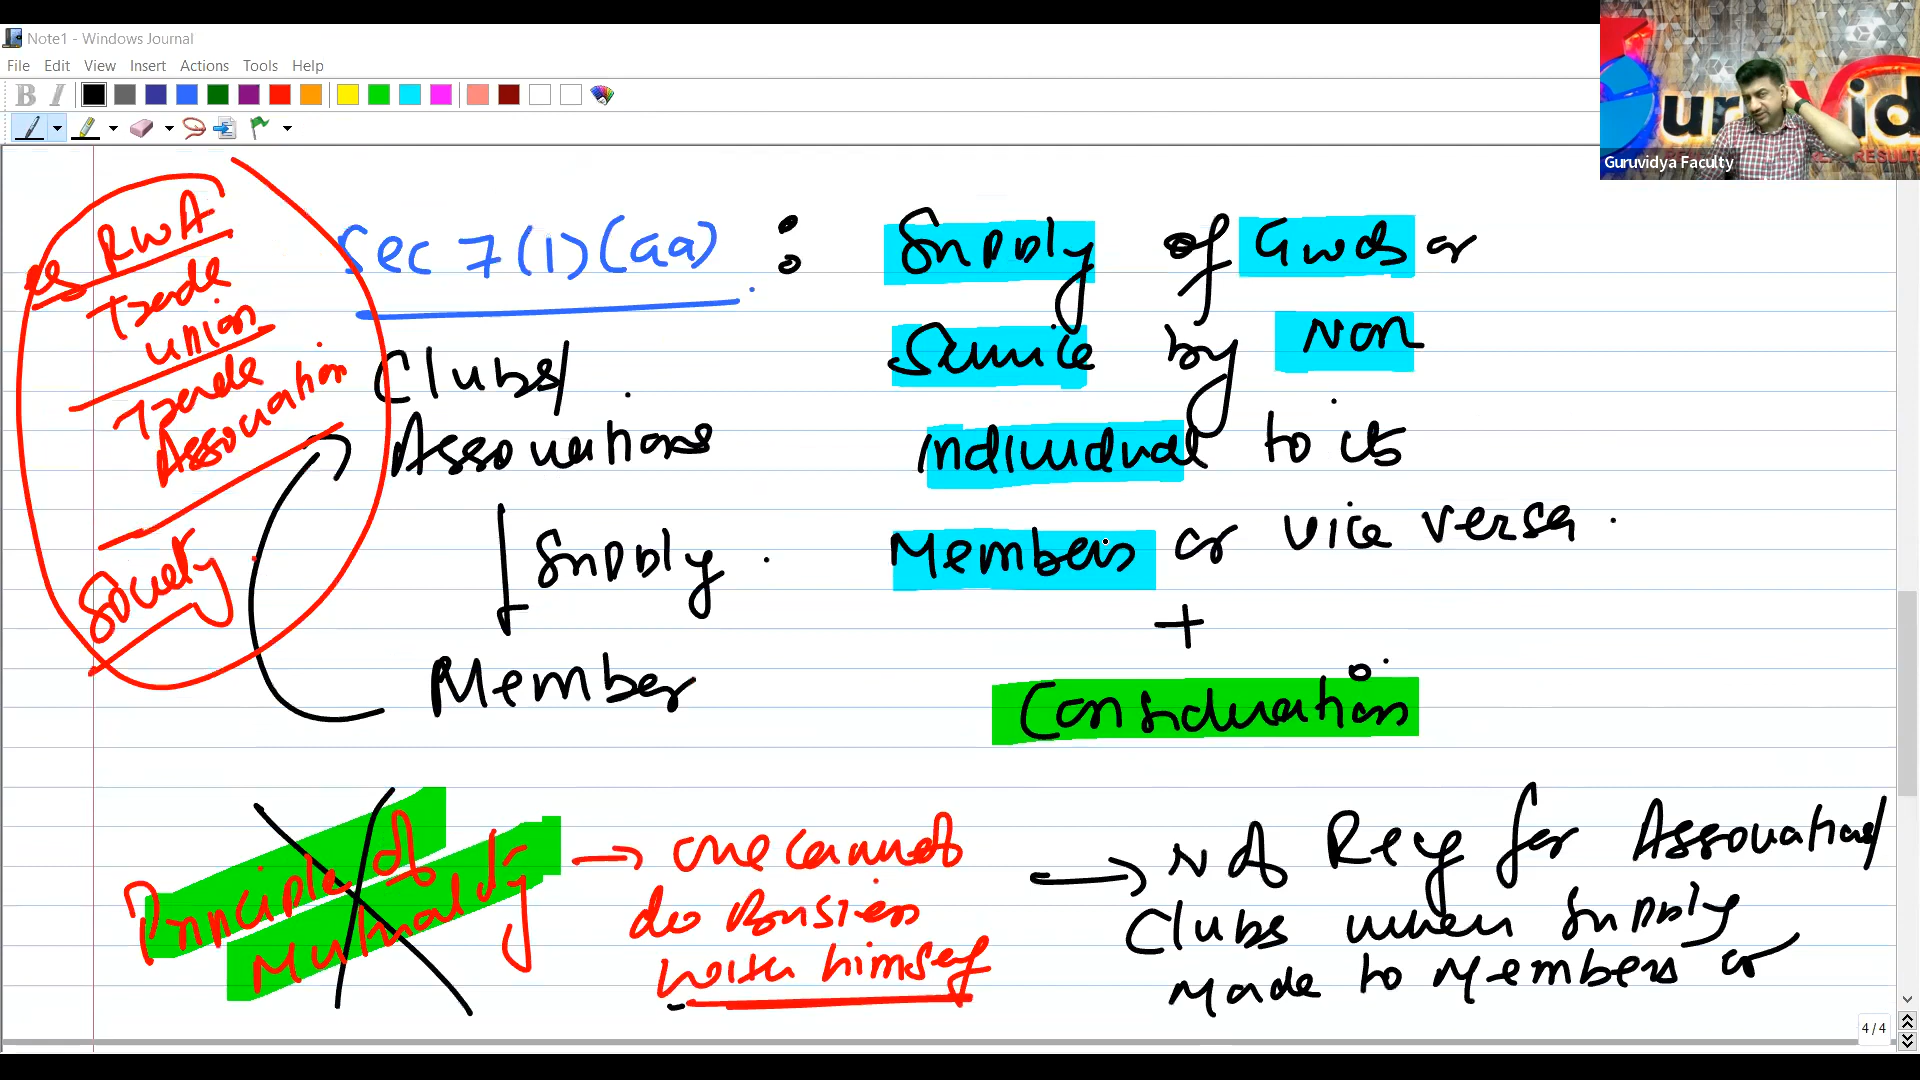 Note1 - Windows Journal
File Edit View Insert Actions Tools Help
B I
Guruvidya Faculty
eg RWA
Trade
union
Trade
Association
Society
Sec 7(1)(aa) :
Clubs/
Associations
Supply
Member
Supply of Goods or
Service by Non
individual to its
Members or vice versa.
+
Consideration
Principle of
Mutuality
→ one cannot
do Business
with himself
→ Not Reg for Association/
Clubs when supply
made to Members or
4 / 4